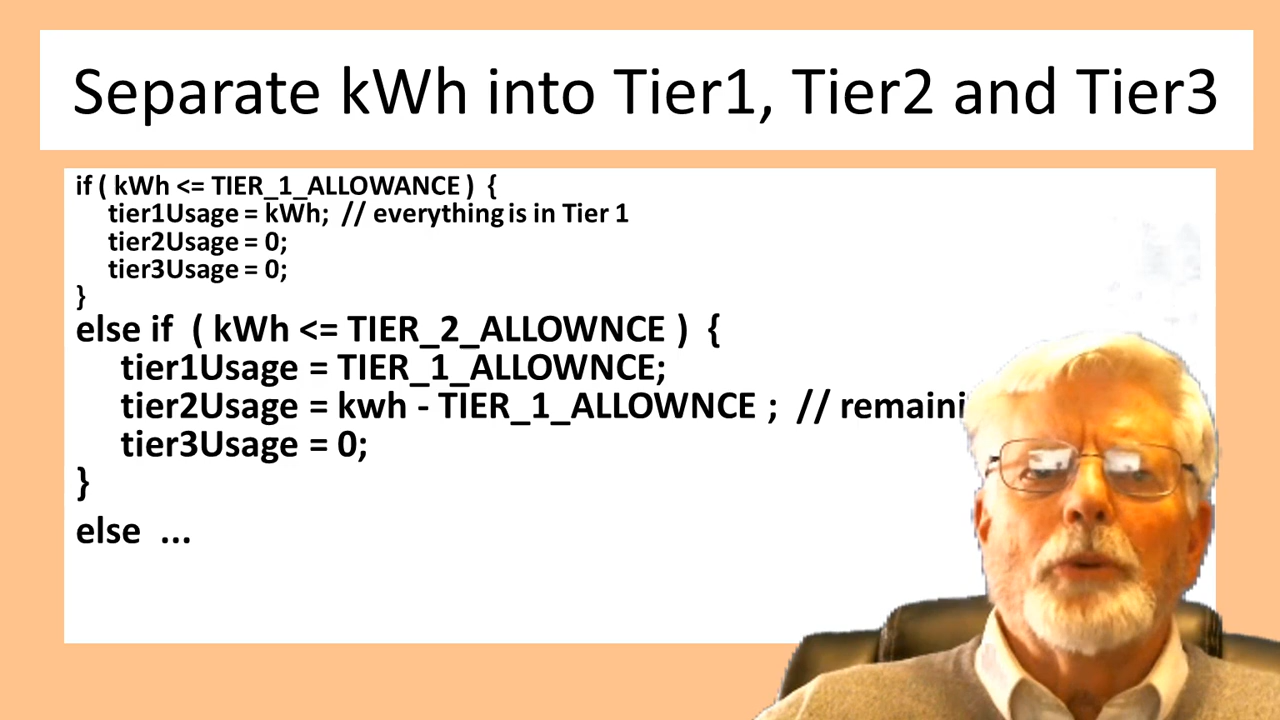 Separate kWh into Tier1, Tier2 and Tier3
if ( kWh <= TIER_1_ALLOWANCE ) {
tier1Usage = kWh; // everything is in Tier 1
tier2Usage = 0;
tier3Usage = 0;
}
else if ( kWh <= TIER_2_ALLOWNCE ) {
tier1Usage = TIER_1_ALLOWNCE;
tier2Usage = kwh - TIER_1_ALLOWNCE ; //
tier3Usage = 0;
}
else ...